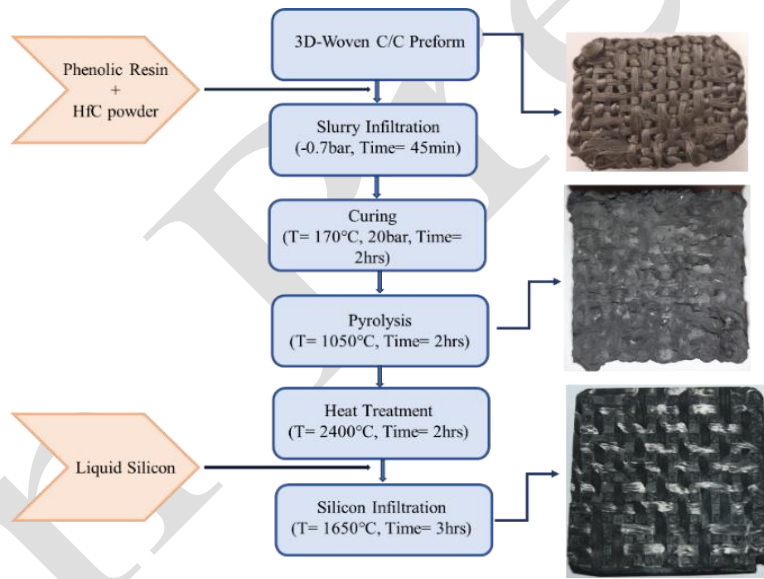 3D-Woven C/C Preform
Phenolic Resin
+
HfC powder
Slurry Infiltration
(-0.7bar, Time= 45min)
Curing
(T= 170°C, 20bar, Time=
2hrs)
Pyrolysis
(T= 1050°C, Time= 2hrs)
Heat Treatment
(T= 2400°C, Time= 2hrs)
Liquid Silicon
Silicon Infiltration
(T= 1650°C, Time= 3hrs)